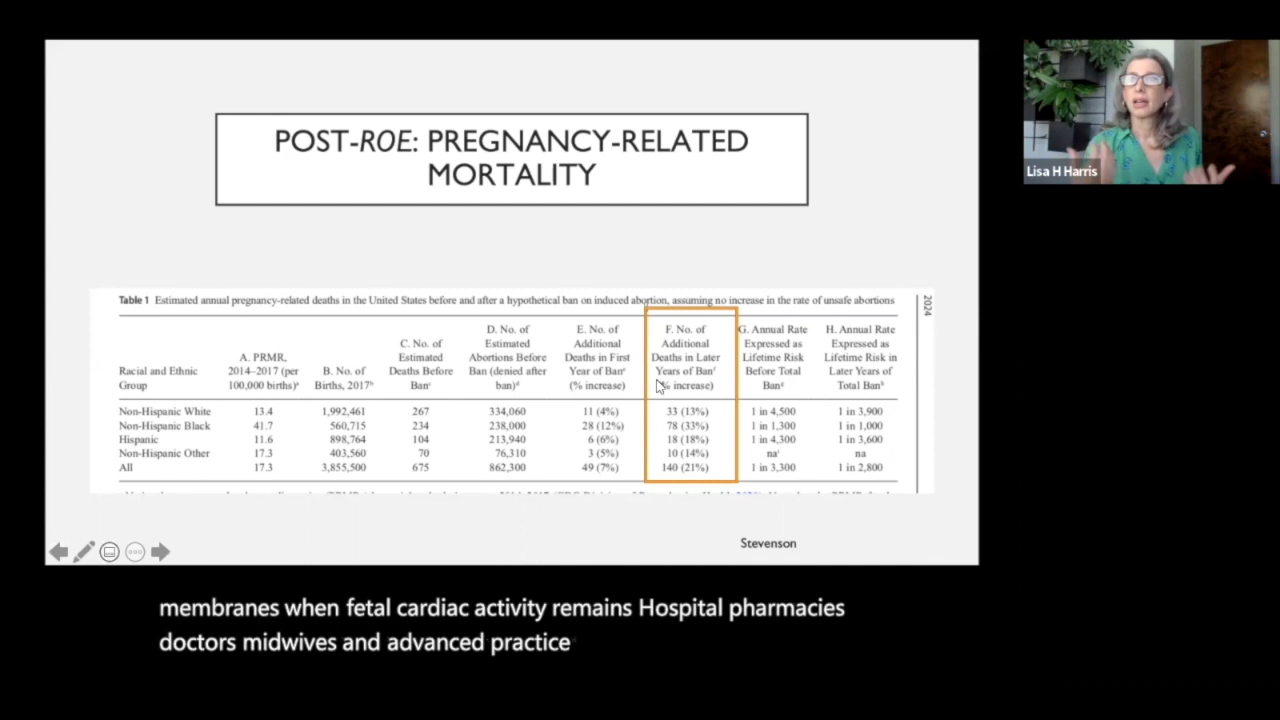 POST-ROE: PREGNANCY-RELATED
MORTALITY
Lisa H Harris
Table 1 Estimated annual pregnancy-related deaths in the United States before and after a hypothetical ban on induced abortion, assuming no increase in the rate of unsafe abortions
2024
Racial and Ethnic
Group
A. PRMR,
2014–2017 (per
100,000 births)a
B. No. of
Births, 2017b
C. No. of
Estimated
Deaths Before
Banc
D. No. of
Estimated
Abortions Before
Ban (denied after
ban)d
E. No. of
Additional
Deaths in First
Year of Bane
(% increase)
F. No. of
Additional
Deaths in Later
Years of Banf
(% increase)
G. Annual Rate
Expressed as
Lifetime Risk
Before Total
Bang
H. Annual Rate
Expressed as
Lifetime Risk in
Later Years of
Total Banh
Non-Hispanic White 13.4 1,992,461 267 334,060 11 (4%) 33 (13%) 1 in 4,500 1 in 3,900
Non-Hispanic Black 41.7 560,715 234 238,000 28 (12%) 78 (33%) 1 in 1,300 1 in 1,000
Hispanic 11.6 898,764 104 213,940 6 (6%) 18 (18%) 1 in 4,300 1 in 3,600
Non-Hispanic Other 17.3 403,560 70 76,310 3 (5%) 10 (14%) nai na
All 17.3 3,855,500 675 862,300 49 (7%) 140 (21%) 1 in 3,300 1 in 2,800
Stevenson
membranes when fetal cardiac activity remains Hospital pharmacies
doctors midwives and advanced practice